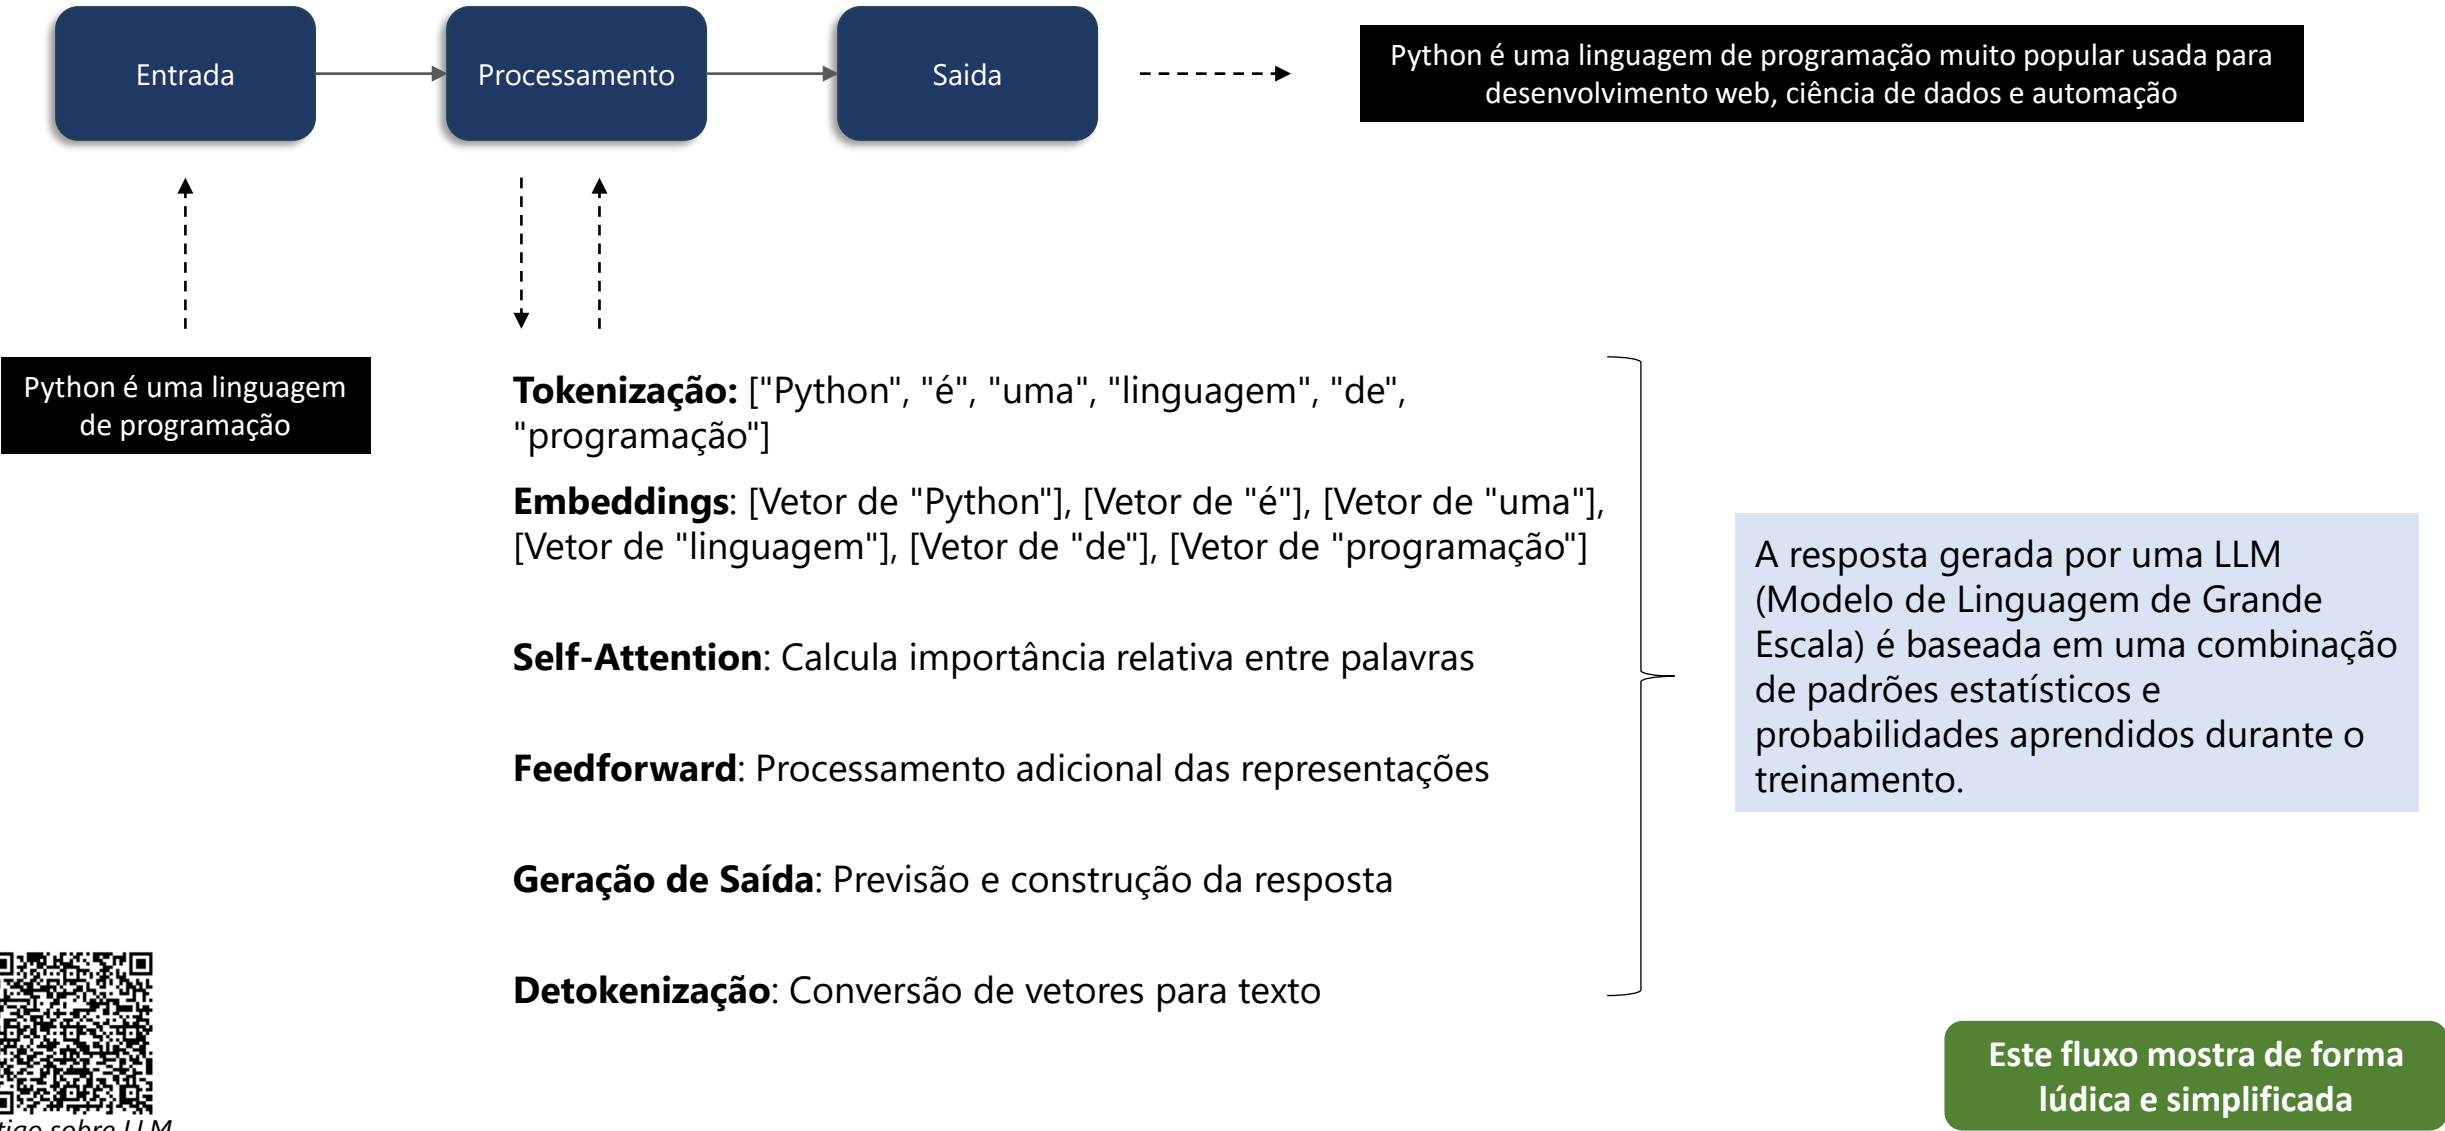 Entrada
Processamento
Saida
Python é uma linguagem de programação muito popular usada para
desenvolvimento web, ciência de dados e automação
Python é uma linguagem
de programação
Tokenização: ["Python", "é", "uma", "linguagem", "de",
"programação"]
Embeddings: [Vetor de "Python"], [Vetor de "é"], [Vetor de "uma"],
[Vetor de "linguagem"], [Vetor de "de"], [Vetor de "programação"]
Self-Attention: Calcula importância relativa entre palavras
Feedforward: Processamento adicional das representações
Geração de Saída: Previsão e construção da resposta
Detokenização: Conversão de vetores para texto
A resposta gerada por uma LLM
(Modelo de Linguagem de Grande
Escala) é baseada em uma combinação
de padrões estatísticos e
probabilidades aprendidos durante o
treinamento.
Este fluxo mostra de forma
lúdica e simplificada
sobre LLM